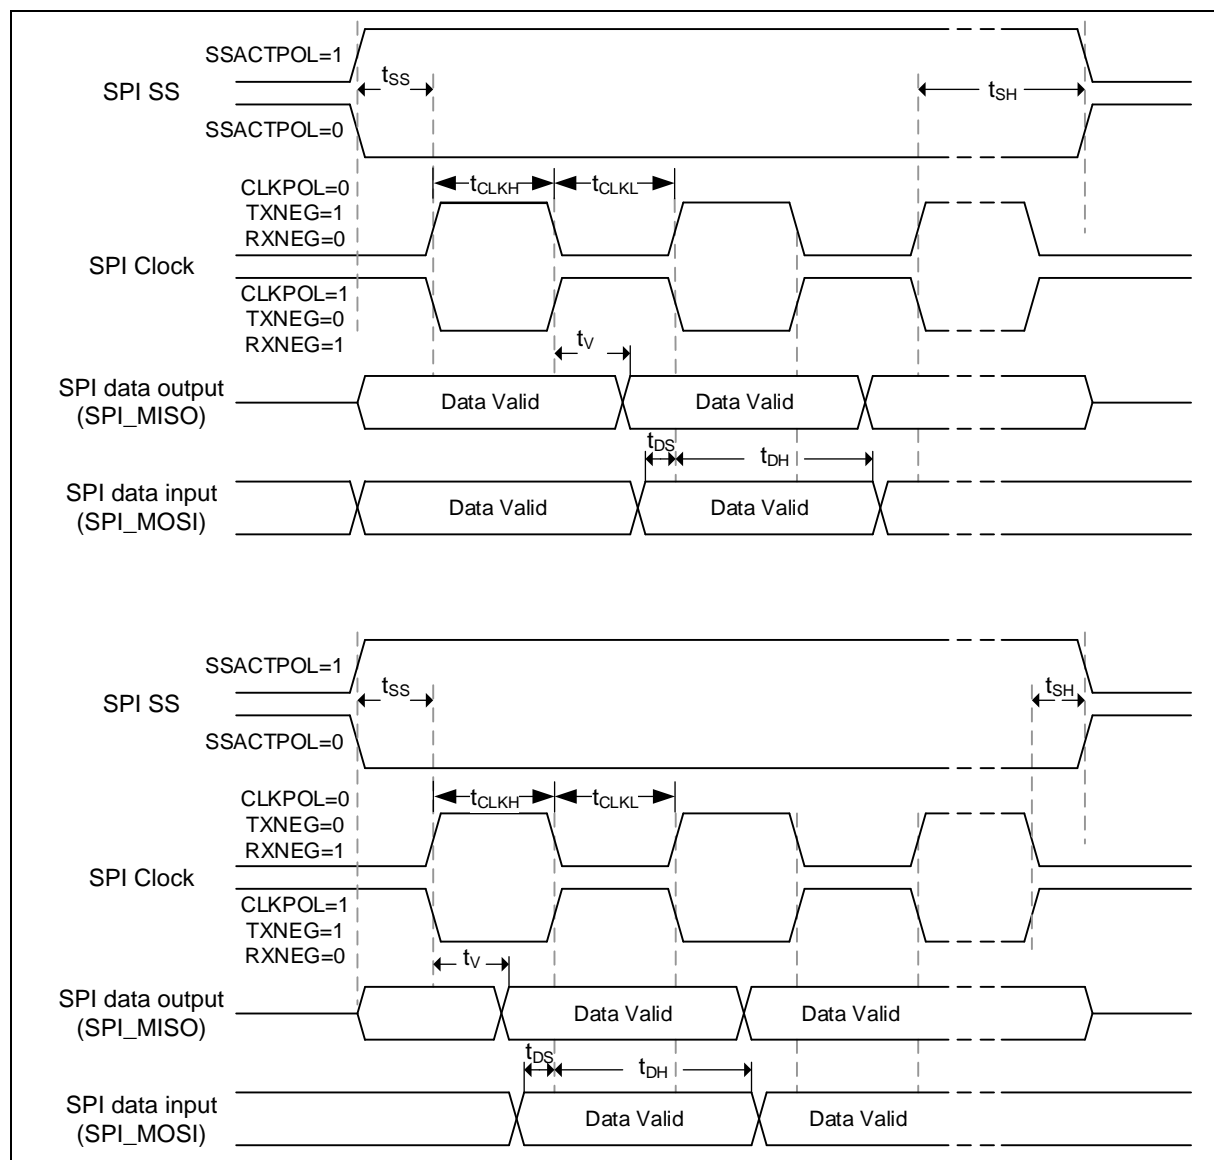 SSACTPOL=1
tSS
SPI SS
tSH
SSACTPOL=0
CLKPOL=0
TXNEG=1
RXNEG=0
tCLKH
tCLKL
SPI Clock
CLKPOL=1
TXNEG=0
RXNEG=1
tV
SPI data output
(SPI_MISO)
Data Valid
Data Valid
tDS
tDH
SPI data input
(SPI_MOSI)
Data Valid
Data Valid
SSACTPOL=1
tSS
SPI SS
tSH
SSACTPOL=0
CLKPOL=0
TXNEG=0
RXNEG=1
tCLKH
tCLKL
SPI Clock
CLKPOL=1
TXNEG=1
RXNEG=0
tV
SPI data output
(SPI_MISO)
Data Valid
Data Valid
tDS
tDH
SPI data input
(SPI_MOSI)
Data Valid
Data Valid